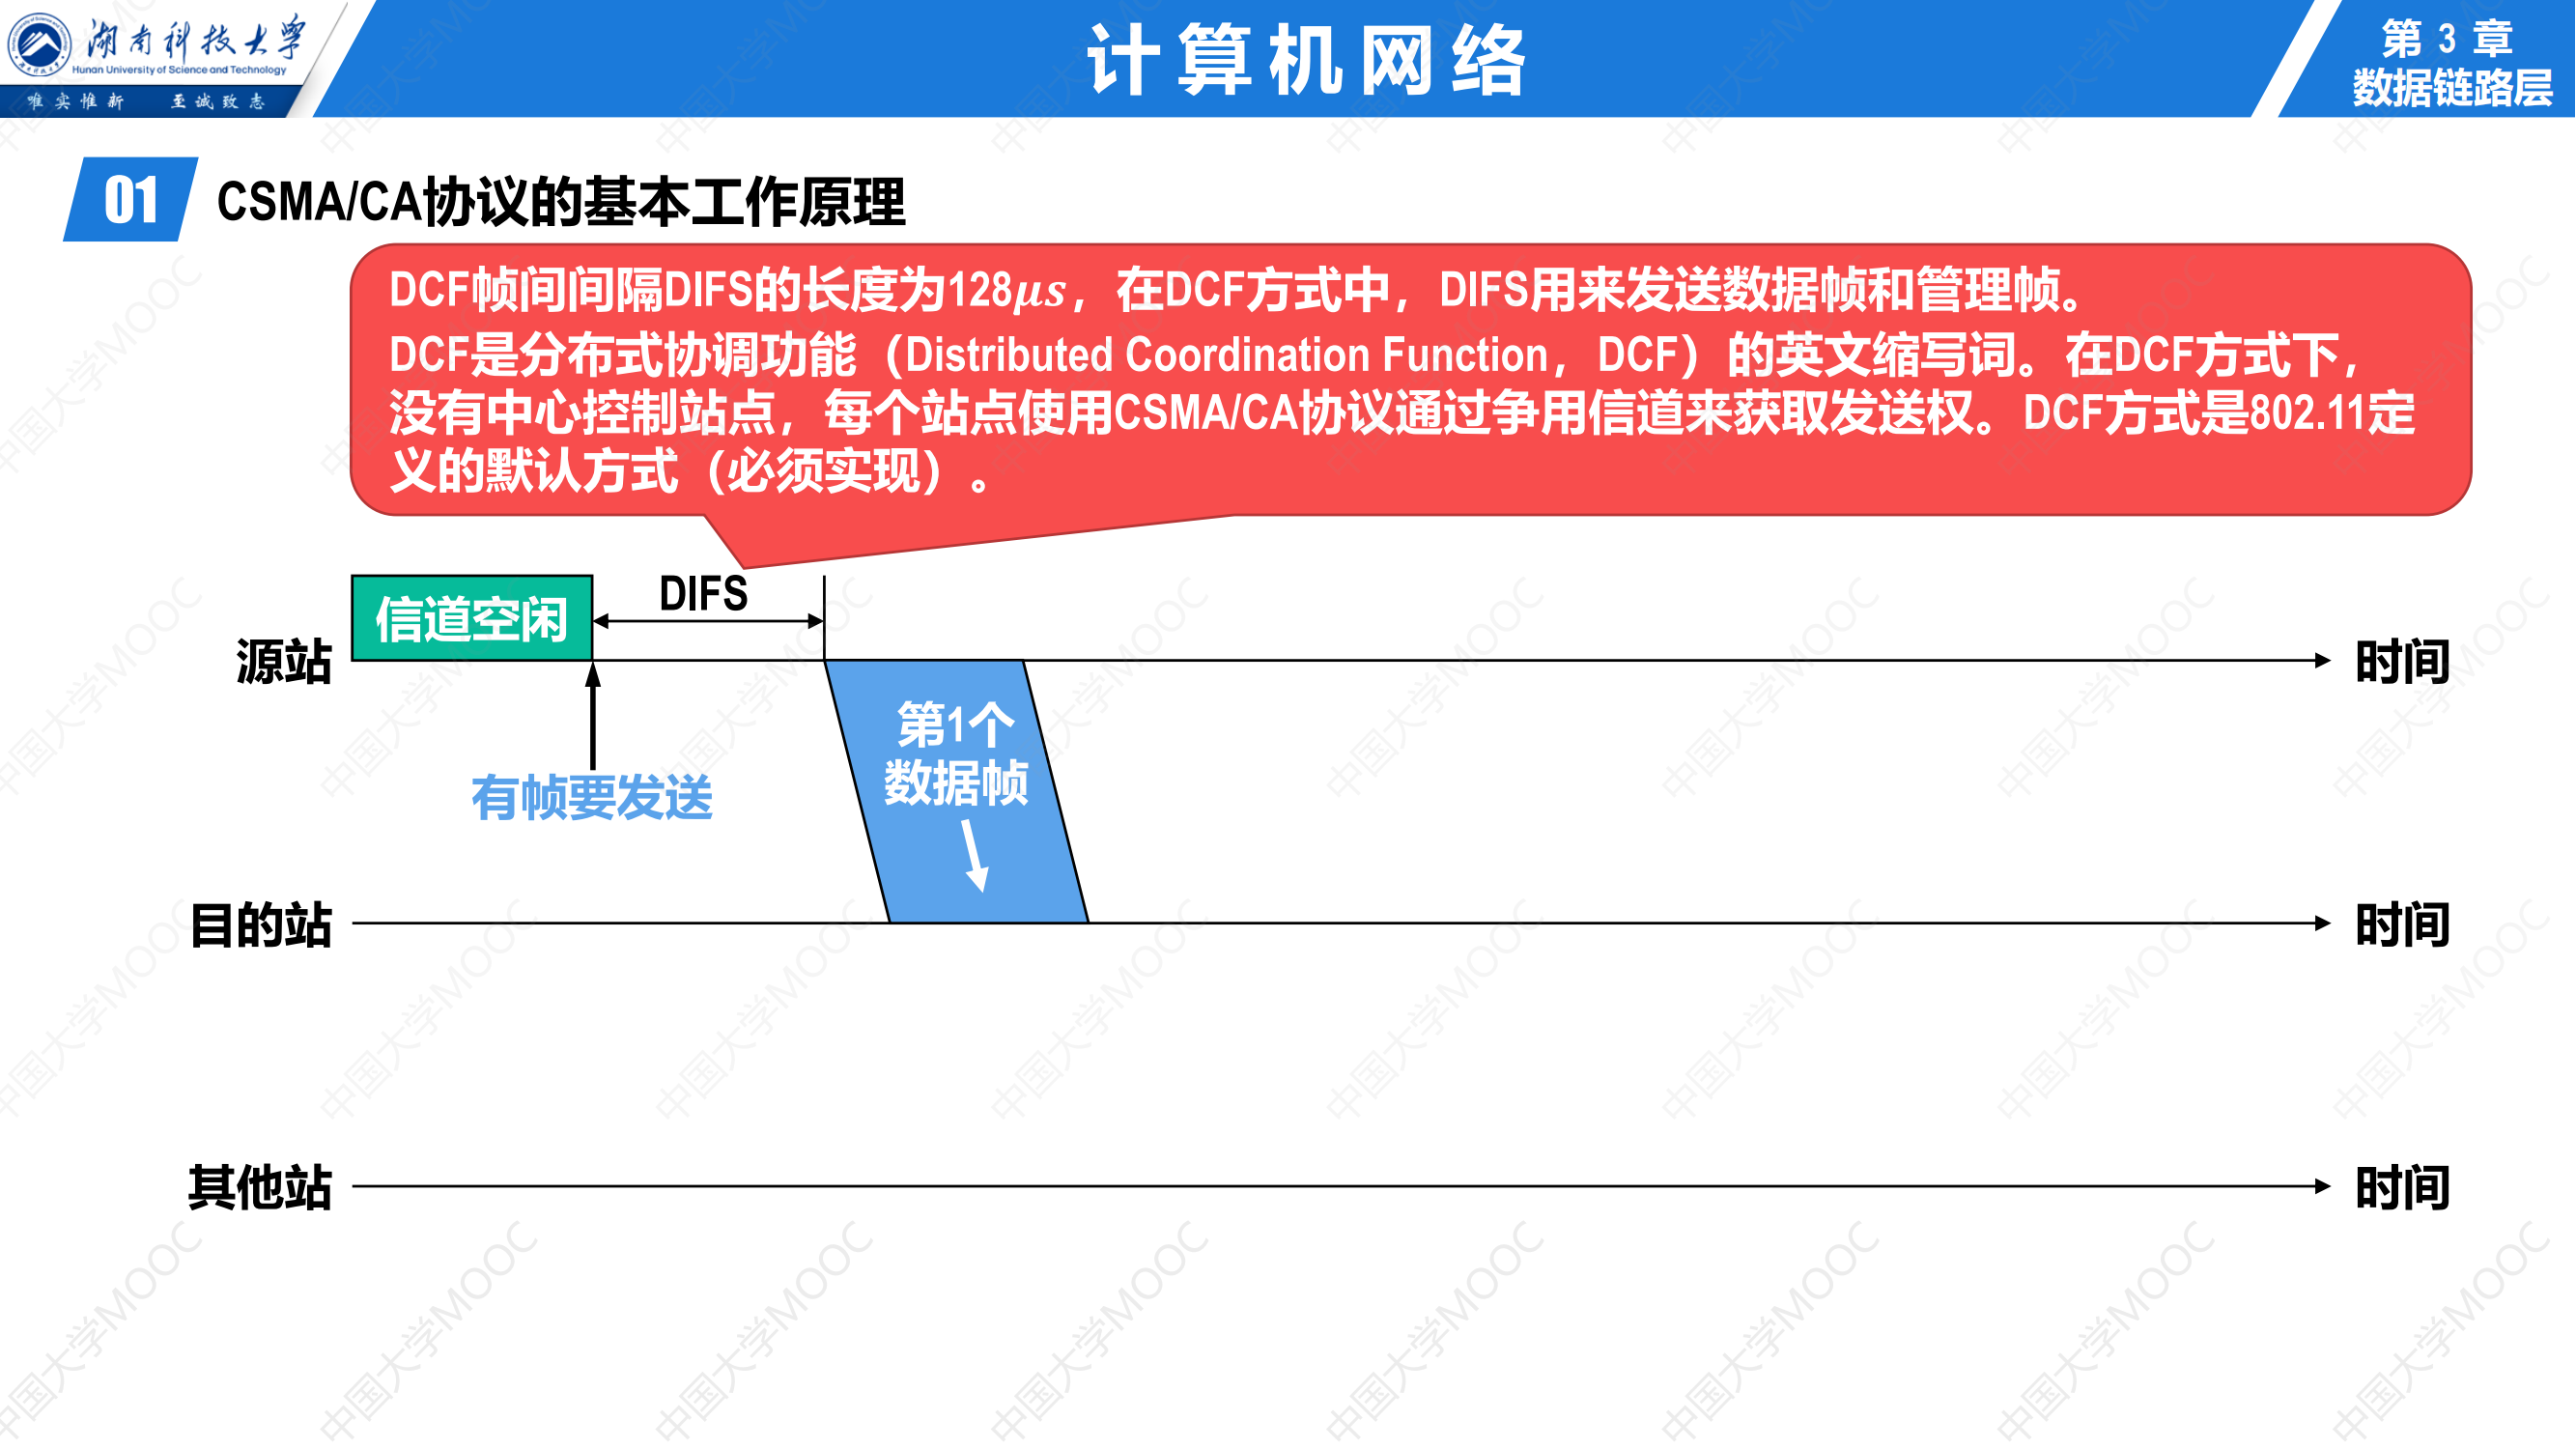 湖南科技大学
Hunan University of Science and Technology
唯实惟新 至诚致志
计算机网络
第 3 章
数据链路层
01
CSMA/CA协议的基本工作原理
DCF帧间间隔DIFS的长度为128μs，在DCF方式中，DIFS用来发送数据帧和管理帧。
DCF是分布式协调功能（Distributed Coordination Function，DCF）的英文缩写词。在DCF方式下，
没有中心控制站点，每个站点使用CSMA/CA协议通过争用信道来获取发送权。DCF方式是802.11定
义的默认方式（必须实现）。
信道空闲
DIFS
源站
时间
第1个
数据帧
有帧要发送
目的站
时间
其他站
时间
中国大学MOOC